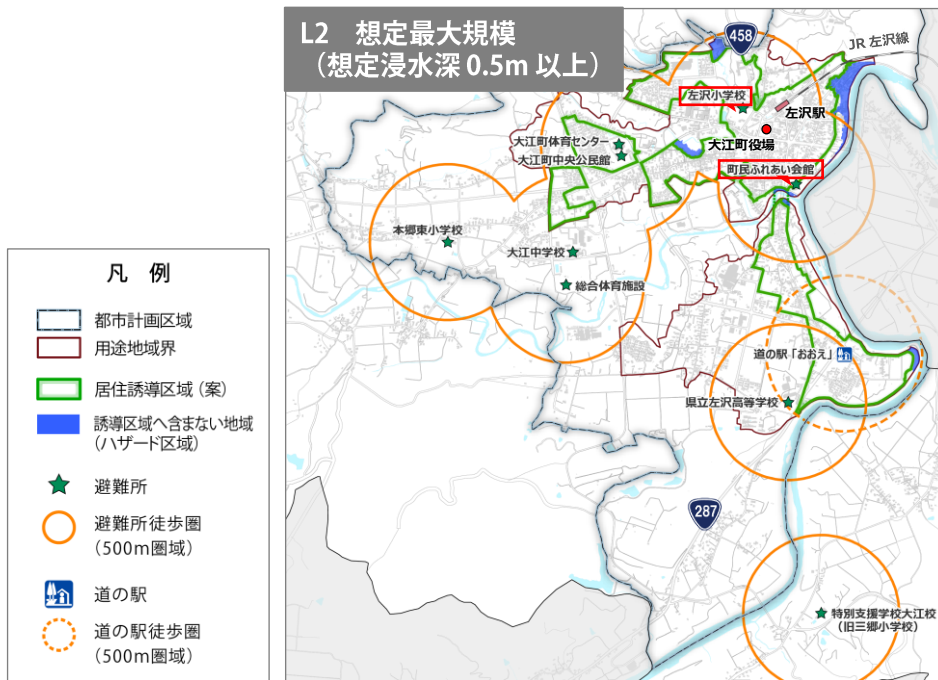 L2 想定最大規模
（想定浸水深 0.5m 以上）
458
JR 左沢線
左沢小学校
左沢駅
大江町役場
大江町体育センター
大江町中央公民館
町民ふれあい会館
本郷東小学校
大江中学校
総合体育施設
道の駅「おおえ」
県立左沢高等学校
287
特別支援学校大江校
（旧三郷小学校）
凡 例
都市計画区域
用途地域界
居住誘導区域（案）
誘導区域へ含まない地域
（ハザード区域）
避難所
避難所徒歩圏
（500m圏域）
道の駅
道の駅徒歩圏
（500m圏域）